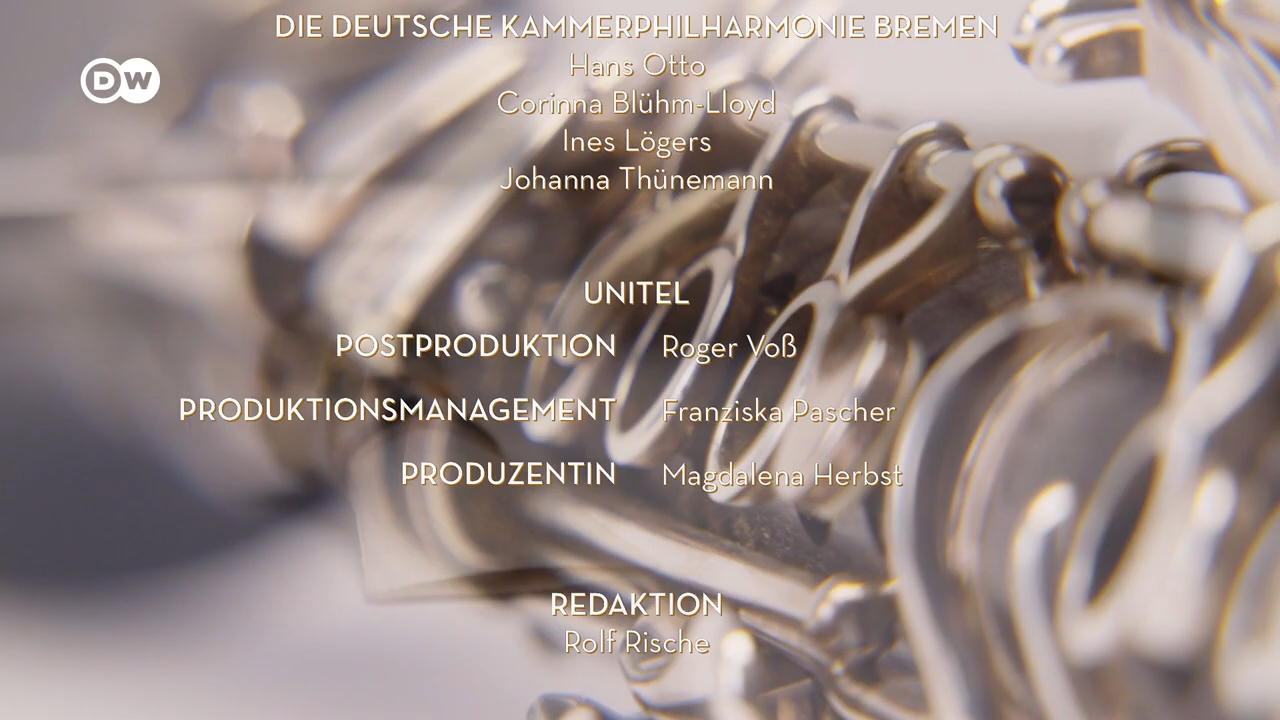 DIE DEUTSCHE KAMMERPHILHARMONIE BREMEN
DW
Hans Otto
Corinna Blühm-Lloyd
Ines Lögers
Johanna Thünemann
UNITEL
POSTPRODUKTION Roger Voß
PRODUKTIONSMANAGEMENT Franziska Pascher
PRODUZENTIN Magdalena Herbst
REDAKTION
Rolf Rische